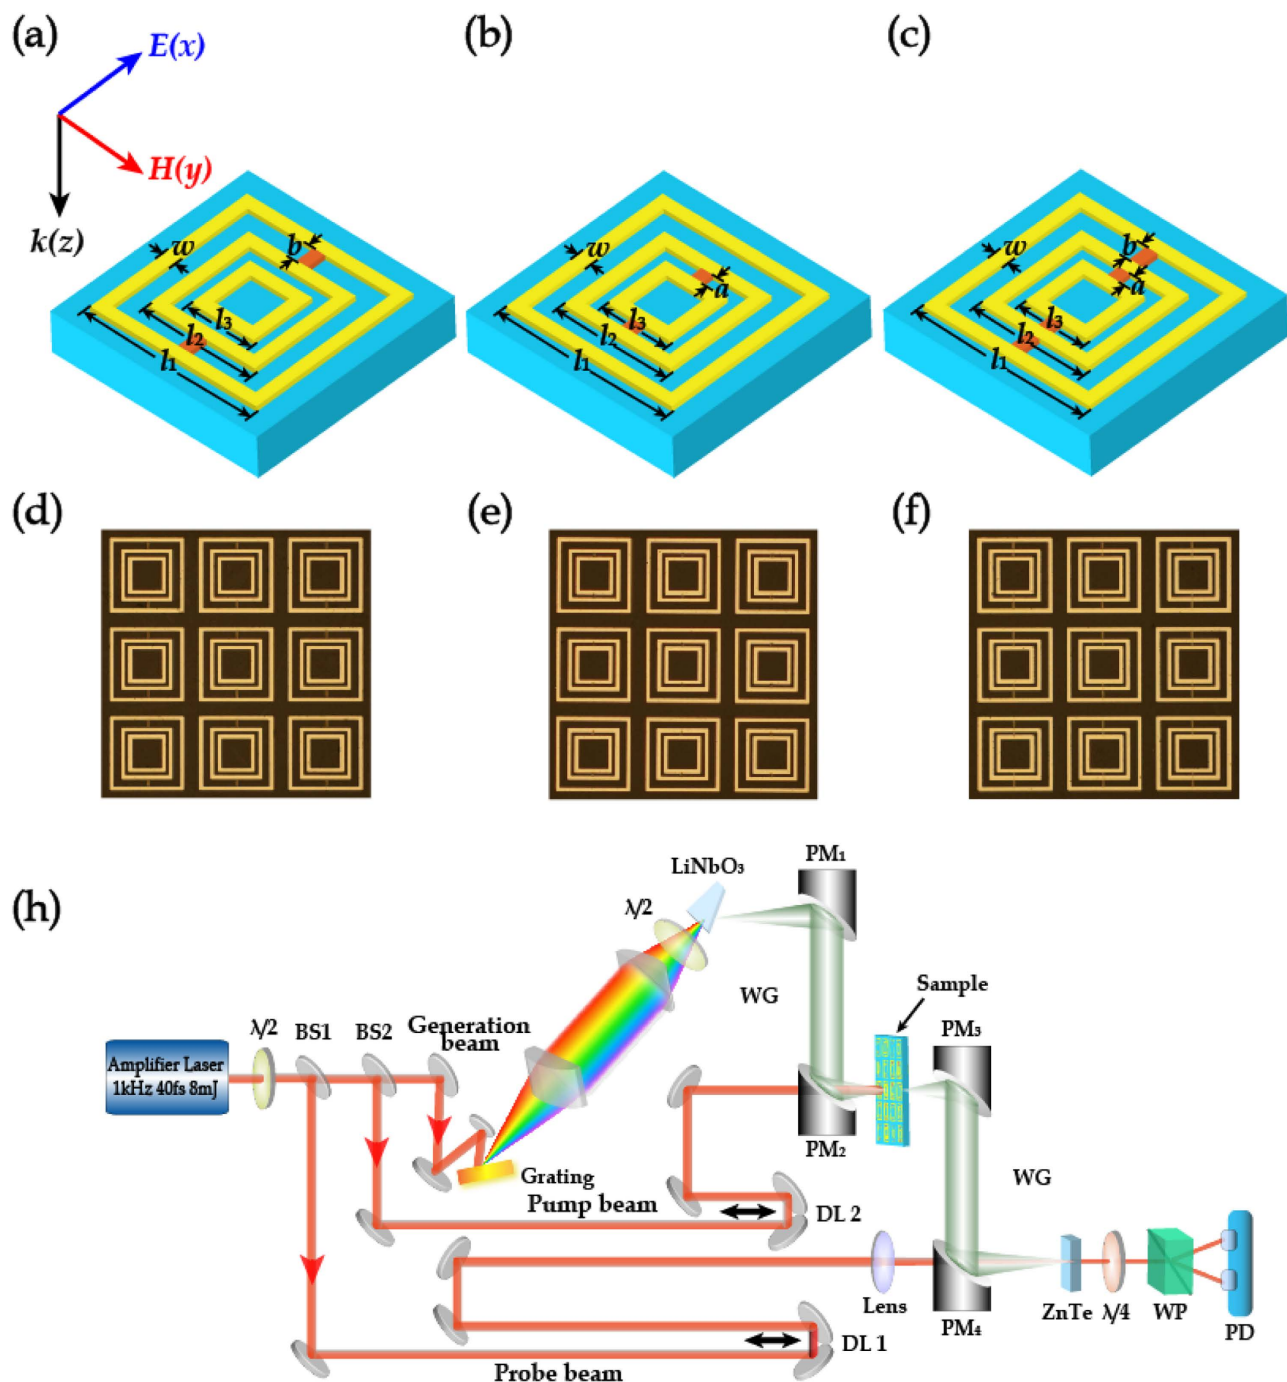 (a)
(b)
(c)
E(x)
H(y)
k(z)
w
b
l₃
l₂
l₁
w
a
l₃
l₂
l₁
w
b
a
l₃
l₂
l₁
(d)
(e)
(f)
(h)
LiNbO₃
PM₁
λ/2
WG
Sample
PM₃
λ/2
BS1
BS2
Generation
beam
Amplifier Laser
1kHz 40fs 8mJ
PM₂
Grating
Pump beam
DL 2
WG
Lens
PM₄
ZnTe
λ/4
WP
PD
DL 1
Probe beam